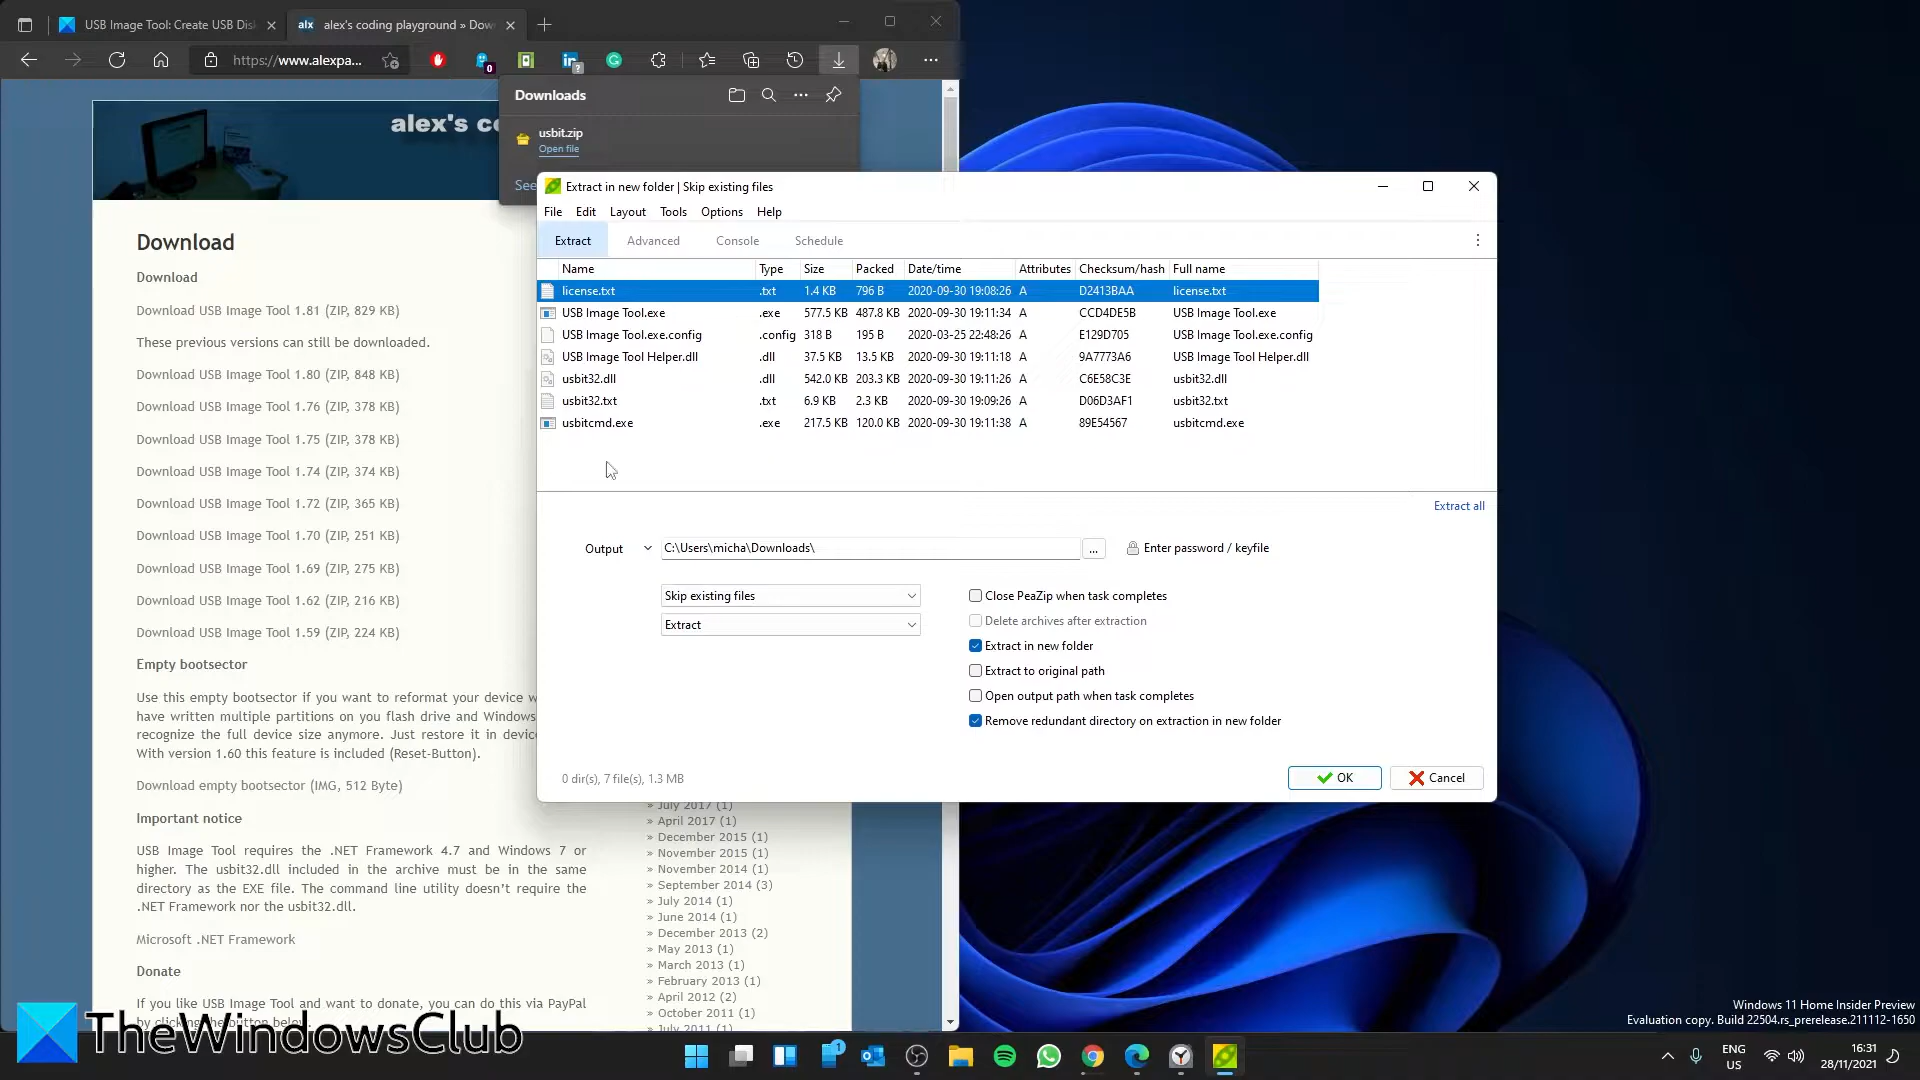 USB Image Tool: Create USB Dis
alx
alex's coding playground » Dow
https://www.alexpa...
0
?
alex's co
Downloads
usbit.zip
Open file
See
Extract in new folder | Skip existing files
File Edit Layout Tools Options Help
Extract Advanced Console Schedule
Name Type Size Packed Date/time Attributes Checksum/hash Full name
license.txt .txt 1.4 KB 796 B 2020-09-30 19:08:26 A D2413BAA license.txt
USB Image Tool.exe .exe 577.5 KB 487.8 KB 2020-09-30 19:11:34 A CCD4DE5B USB Image Tool.exe
USB Image Tool.exe.config .config 318 B 195 B 2020-03-25 22:48:26 A E129D705 USB Image Tool.exe.config
USB Image Tool Helper.dll .dll 37.5 KB 13.5 KB 2020-09-30 19:11:18 A 9A7773A6 USB Image Tool Helper.dll
usbit32.dll .dll 542.0 KB 203.3 KB 2020-09-30 19:11:26 A C6E58C3E usbit32.dll
usbit32.txt .txt 6.9 KB 2.3 KB 2020-09-30 19:09:26 A D06D3AF1 usbit32.txt
usbitcmd.exe .exe 217.5 KB 120.0 KB 2020-09-30 19:11:38 A 89E54567 usbitcmd.exe
Extract all
Output C:\Users\micha\Downloads\ ... Enter password / keyfile
Skip existing files
Extract
Close PeaZip when task completes
Delete archives after extraction
Extract in new folder
Extract to original path
Open output path when task completes
Remove redundant directory on extraction in new folder
0 dir(s), 7 file(s), 1.3 MB
OK
Cancel
Download
Download
Download USB Image Tool 1.81 (ZIP, 829 KB)
These previous versions can still be downloaded.
Download USB Image Tool 1.80 (ZIP, 848 KB)
Download USB Image Tool 1.76 (ZIP, 378 KB)
Download USB Image Tool 1.75 (ZIP, 378 KB)
Download USB Image Tool 1.74 (ZIP, 374 KB)
Download USB Image Tool 1.72 (ZIP, 365 KB)
Download USB Image Tool 1.70 (ZIP, 251 KB)
Download USB Image Tool 1.69 (ZIP, 275 KB)
Download USB Image Tool 1.62 (ZIP, 216 KB)
Download USB Image Tool 1.59 (ZIP, 224 KB)
Empty bootsector
Use this empty bootsector if you want to reformat your device w
have written multiple partitions on you flash drive and Windows
recognize the full device size anymore. Just restore it in device
With version 1.60 this feature is included (Reset-Button).
Download empty bootsector (IMG, 512 Byte)
Important notice
USB Image Tool requires the .NET Framework 4.7 and Windows 7 or
higher. The usbit32.dll included in the archive must be in the same
directory as the EXE file. The command line utility doesn't require the
.NET Framework nor the usbit32.dll.
Microsoft .NET Framework
Donate
If you like USB Image Tool and want to donate, you can do this via PayPal
by clicking the button below.
» July 2017 (1)
» April 2017 (1)
» December 2015 (1)
» November 2015 (1)
» November 2014 (1)
» September 2014 (3)
» July 2014 (1)
» June 2014 (1)
» December 2013 (2)
» May 2013 (1)
» March 2013 (1)
» February 2013 (1)
» April 2012 (2)
» October 2011 (1)
» July 2011 (1)
TheWindowsClub
Windows 11 Home Insider Preview
Evaluation copy. Build 22504.rs_prerelease.211112-1650
1
ENG
US
16:31
28/11/2021